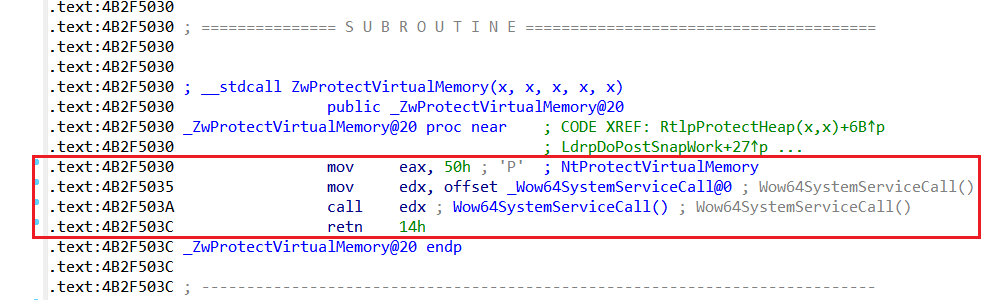 .text:4B2F5030
.text:4B2F5030 ; =============== S U B R O U T I N E =======================================
.text:4B2F5030
.text:4B2F5030
.text:4B2F5030 ; __stdcall ZwProtectVirtualMemory(x, x, x, x, x)
.text:4B2F5030 public _ZwProtectVirtualMemory@20
.text:4B2F5030 _ZwProtectVirtualMemory@20 proc near ; CODE XREF: RtlpProtectHeap(x,x)+6B↑p
.text:4B2F5030 ; LdrpDoPostSnapWork+27↑p ...
.text:4B2F5030 mov eax, 50h ; 'P' ; NtProtectVirtualMemory
.text:4B2F5035 mov edx, offset _Wow64SystemServiceCall@0 ; Wow64SystemServiceCall()
.text:4B2F503A call edx ; Wow64SystemServiceCall() ; Wow64SystemServiceCall()
.text:4B2F503C retn 14h
.text:4B2F503C _ZwProtectVirtualMemory@20 endp
.text:4B2F503C
.text:4B2F503C ; ---------------------------------------------------------------------------